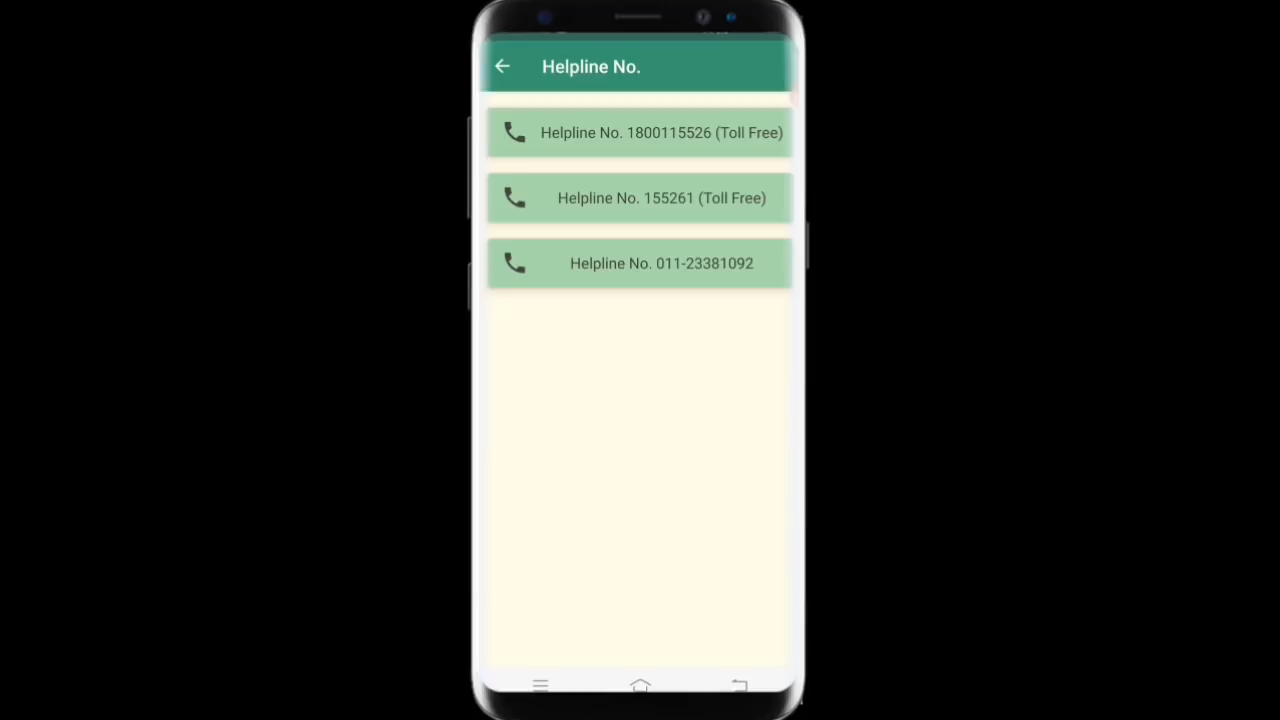 Helpline No.
Helpline No. 1800115526 (Toll Free)
Helpline No. 155261 (Toll Free)
Helpline No. 011-23381092